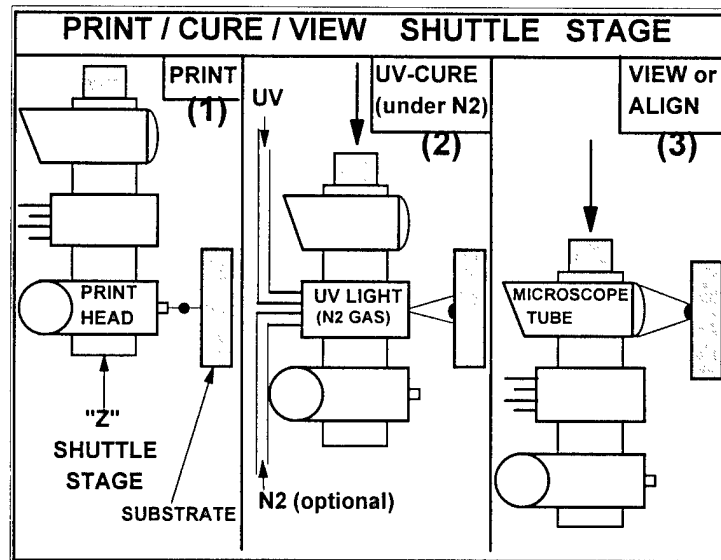 PRINT / CURE / VIEW SHUTTLE STAGE
PRINT
(1)
PRINT
HEAD
"Z"
SHUTTLE
STAGE
SUBSTRATE
UV
UV-CURE
(under N2)
(2)
UV LIGHT
(N2 GAS)
N2 (optional)
VIEW or
ALIGN
(3)
MICROSCOPE
TUBE